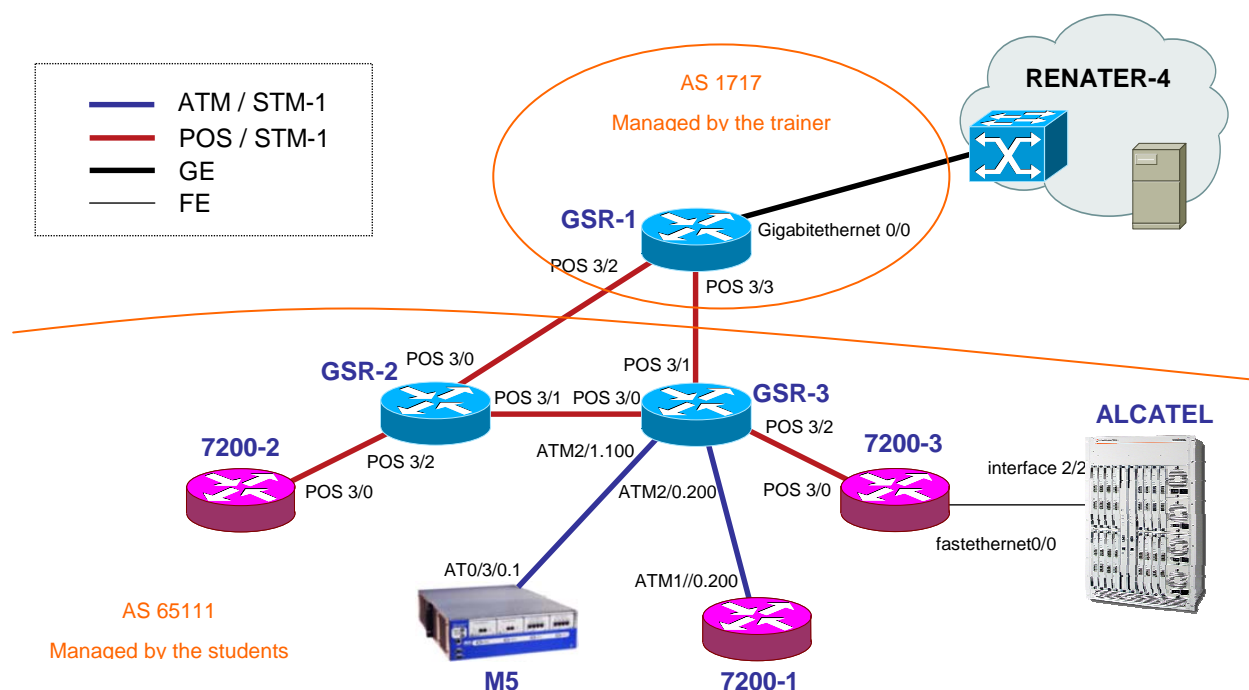 ATM / STM-1
POS / STM-1
GE
FE
AS 1717
Managed by the trainer
RENATER-4
GSR-1
Gigabitethernet 0/0
POS 3/2
POS 3/3
POS 3/0
POS 3/1
GSR-2
GSR-3
POS 3/1
POS 3/0
ALCATEL
7200-2
POS 3/2
POS 3/2
7200-3
ATM2/1.100
interface 2/2
POS 3/0
ATM2/0.200
POS 3/0
fastethernet0/0
AT0/3/0.1
ATM1//0.200
AS 65111
Managed by the students
M5
7200-1